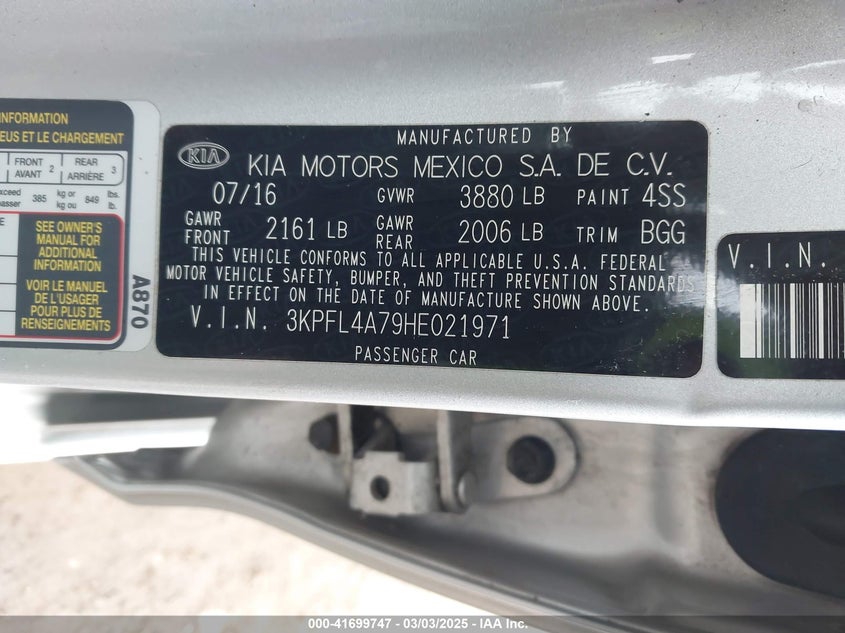 INFORMATION
EUS ET LE CHARGEMENT
FRONT 2 REAR 3
AVANT ARRIÈRE
385 kg or kg ou 849 lbs. lb.
SEE OWNER'S
MANUAL FOR
ADDITIONAL
INFORMATION
VOIR LE MANUEL
DE L'USAGER
POUR PLUS DE
RENSEIGNEMENTS
A870
MANUFACTURED BY
KIA KIA MOTORS MEXICO S.A. DE C.V.
07/16 GVWR 3880 LB PAINT 4SS
GAWR FRONT 2161 LB GAWR REAR 2006 LB TRIM BGG
THIS VEHICLE CONFORMS TO ALL APPLICABLE U.S.A. FEDERAL
MOTOR VEHICLE SAFETY, BUMPER, AND THEFT PREVENTION STANDARDS
IN EFFECT ON THE DATE OF MANUFACTURE SHOWN ABOVE.
V.I.N. 3KPFL4A79HE021971
PASSENGER CAR
V.I.N.
000-41699747 - 03/03/2025 - IAA Inc.